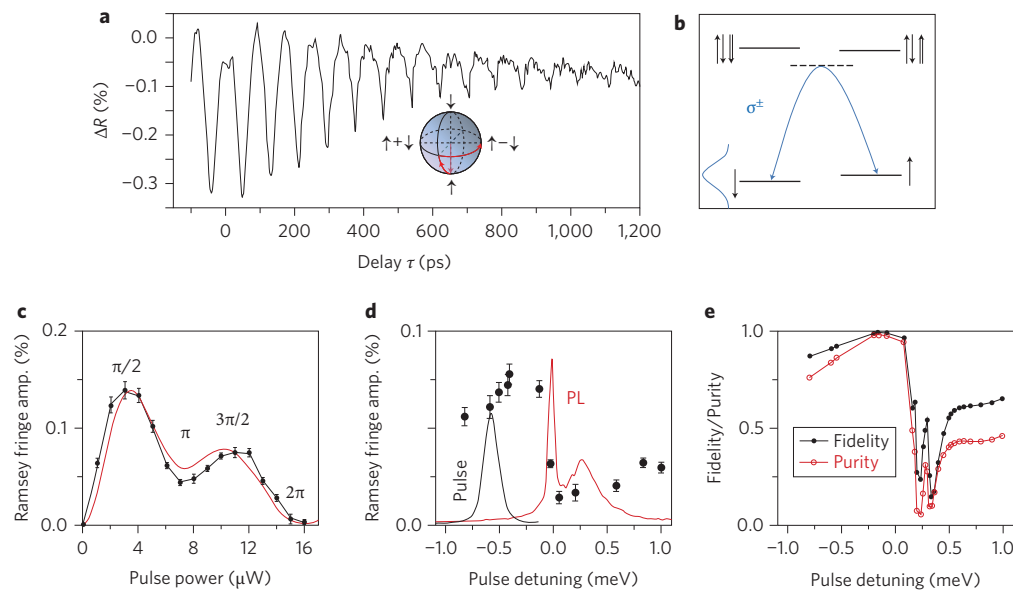 a
0.0
−0.1
−0.2
−0.3
ΔR (%)
0 200 400 600 800 1,000 1,200
Delay τ (ps)
↓
↑+↓ ↑−↓
↑
b
↑↓⇓ ↑↓⇑
σ±
↓ ↑
c
0.2
0.1
0.0
Ramsey fringe amp. (%)
π/2
π
3π/2
2π
0 4 8 12 16
Pulse power (μW)
d
0.1
0.0
Ramsey fringe amp. (%)
Pulse
PL
−1.0 −0.5 0.0 0.5 1.0
Pulse detuning (meV)
e
1.0
0.5
0.0
Fidelity/Purity
Fidelity
Purity
−1.0 −0.5 0.0 0.5 1.0
Pulse detuning (meV)